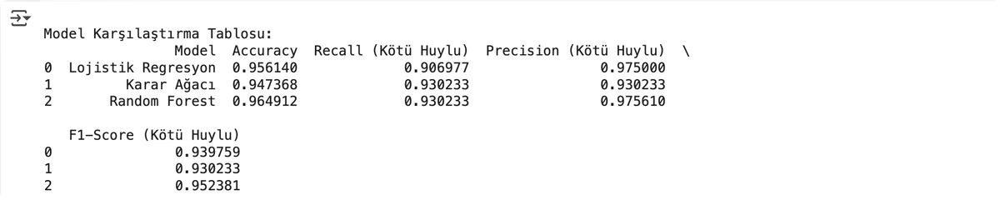 Model Karşılaştırma Tablosu:
Model Accuracy Recall (Kötü Huylu) Precision (Kötü Huylu) \
0 Lojistik Regresyon 0.956140 0.906977 0.975000
1 Karar Ağacı 0.947368 0.930233 0.930233
2 Random Forest 0.964912 0.930233 0.975610
F1-Score (Kötü Huylu)
0 0.939759
1 0.930233
2 0.952381